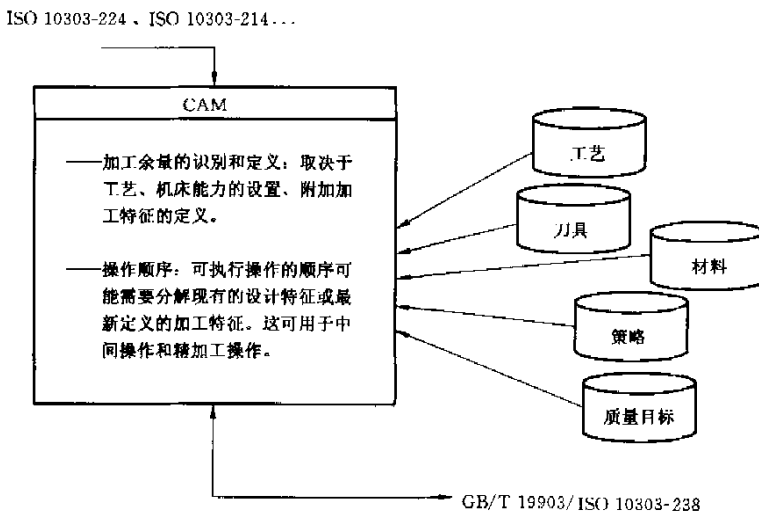 ISO 10303-224、ISO 10303-214...
CAM
——加工余量的识别和定义：取决于
工艺、机床能力的设置、附加加
工特征的定义。
——操作顺序：可执行操作的顺序可
能需要分解现有的设计特征或最
新定义的加工特征。这可用于中
间操作和精加工操作。
工艺
刀具
材料
策略
质量目标
GB/T 19903/ISO 10303-238